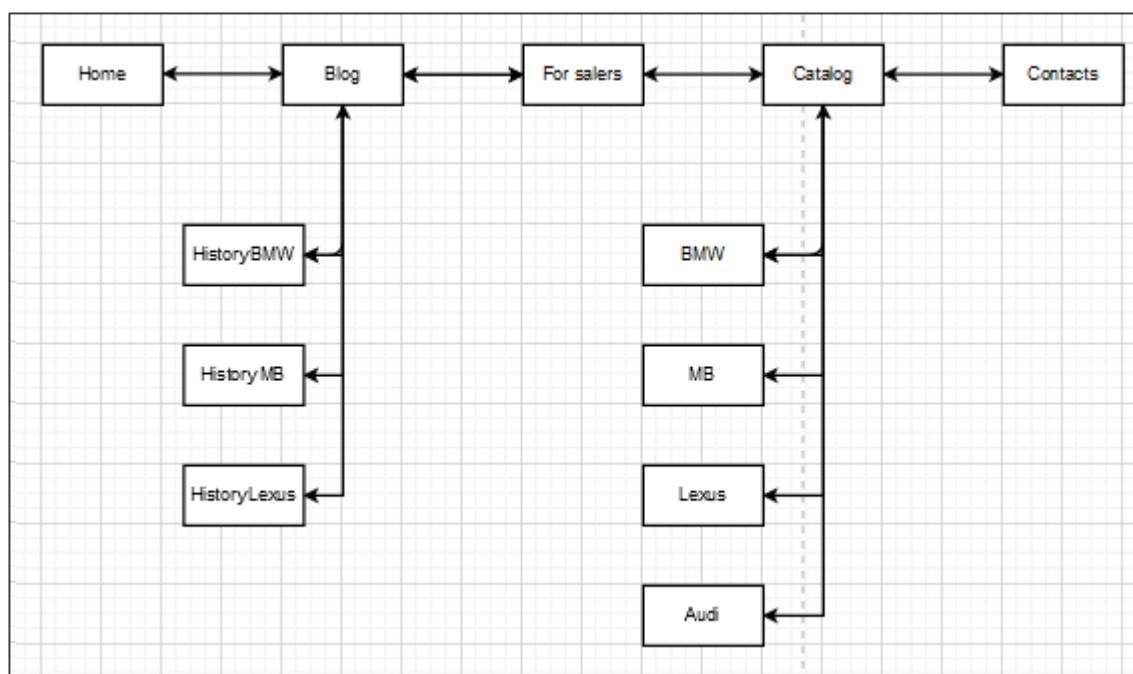 Home
Blog
For salers
Catalog
Contacts
HistoryBMW
BMW
HistoryMB
MB
HistoryLexus
Lexus
Audi